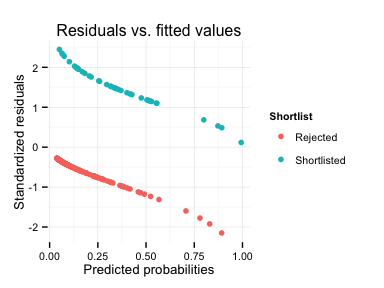 Residuals vs. fitted values
Standardized residuals
2
1
0
-1
-2
0.00
0.25
0.50
0.75
1.00
Predicted probabilities
Shortlist
Rejected
Shortlisted